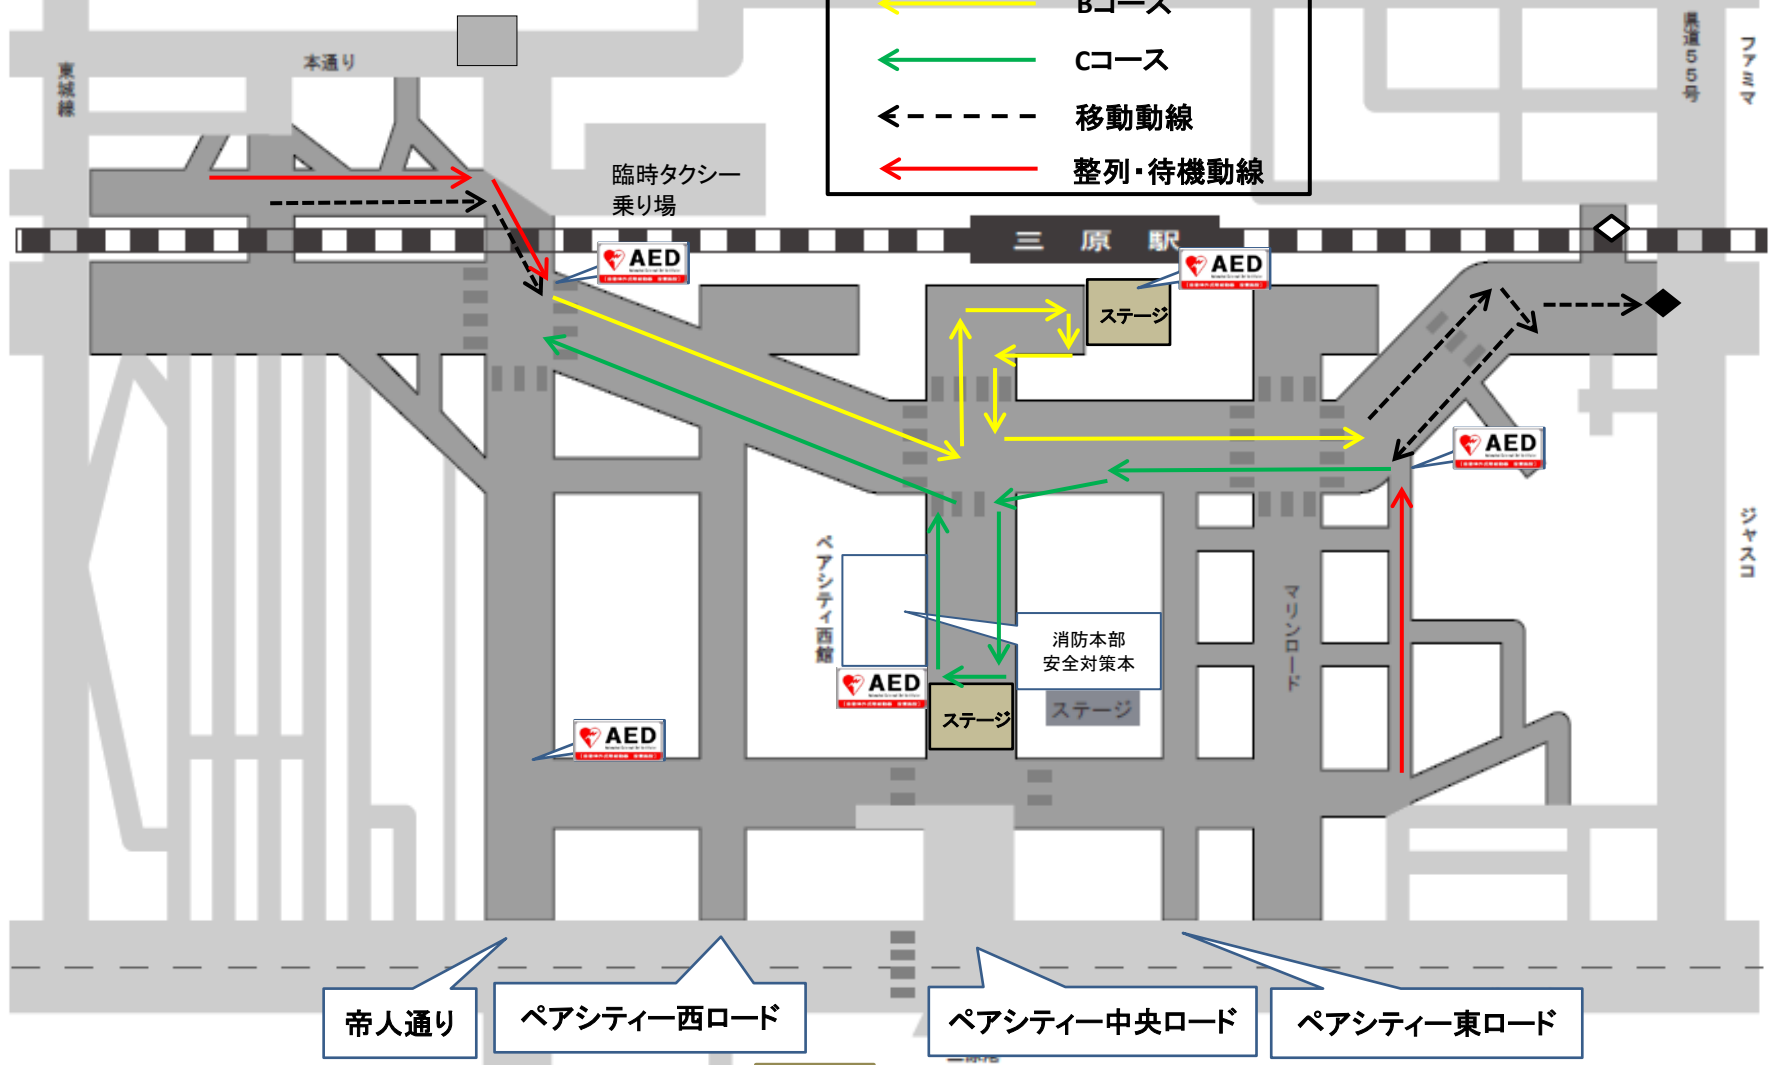 Bコース
Cコース
移動動線
整列・待機動線
本通り
東城線
県道55号
ファミマ
臨時タクシー
乗り場
三原駅
AED
AED
ステージ
AED
ペアシティ西館
消防本部
安全対策本
マリンロード
ジャスコ
AED
ステージ
ステージ
AED
帝人通り
ペアシティー西ロード
ペアシティー中央ロード
ペアシティー東ロード